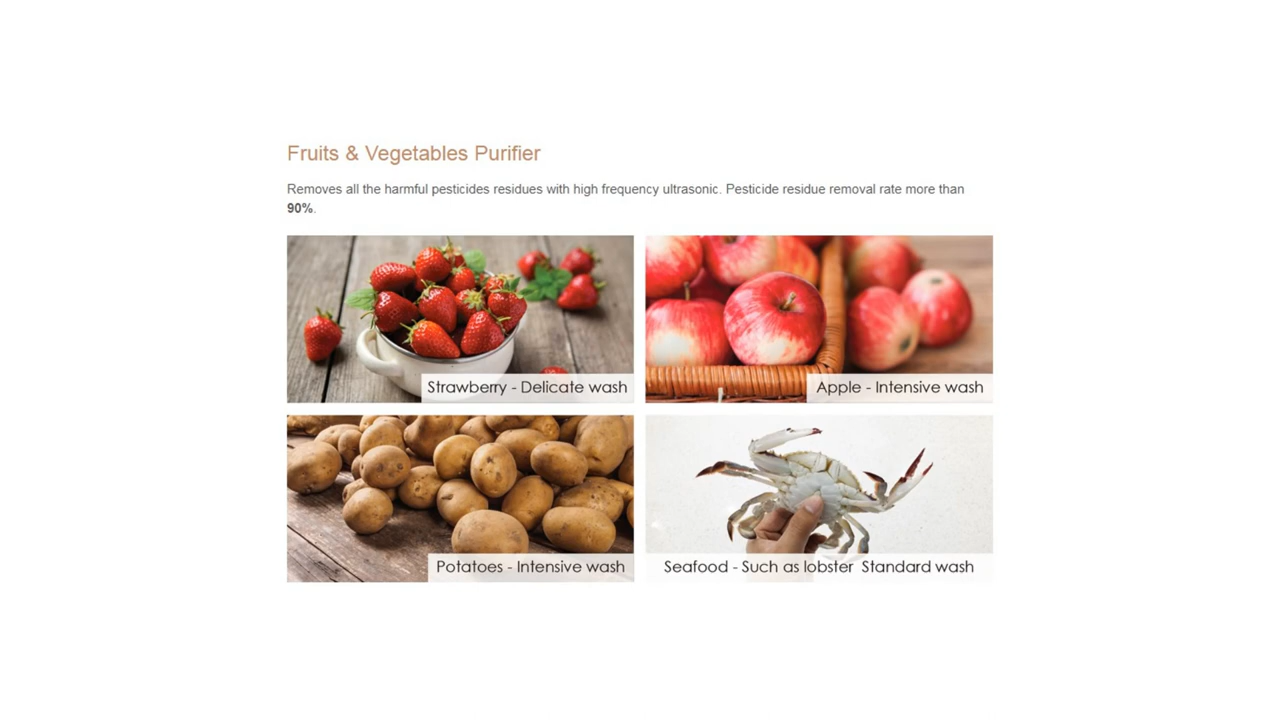 Fruits & Vegetables Purifier
Removes all the harmful pesticides residues with high frequency ultrasonic. Pesticide residue removal rate more than
90%.
Strawberry - Delicate wash
Apple - Intensive wash
Potatoes - Intensive wash
Seafood - Such as lobster Standard wash